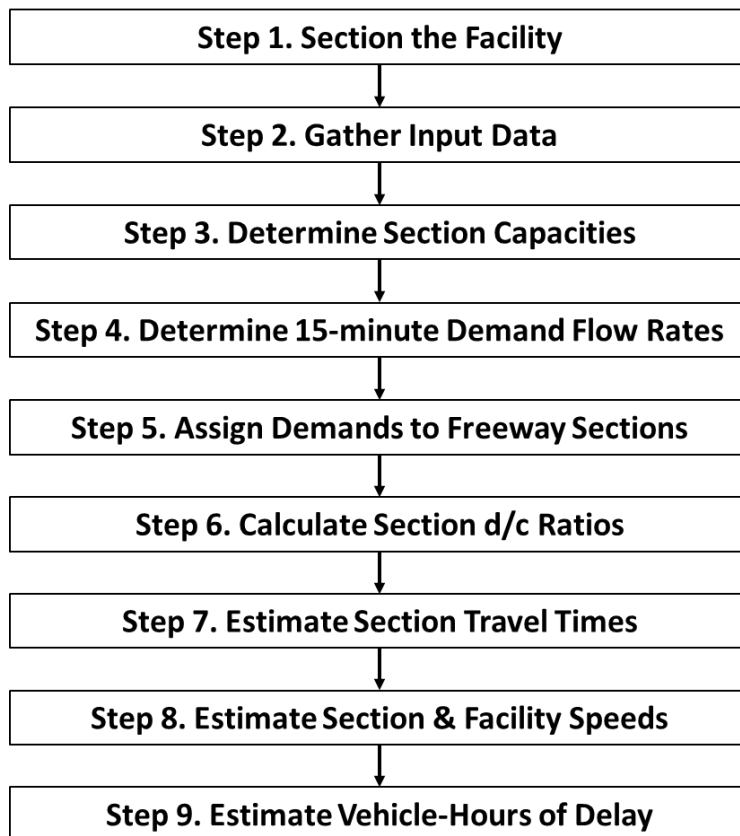 Step 1. Section the Facility
Step 2. Gather Input Data
Step 3. Determine Section Capacities
Step 4. Determine 15-minute Demand Flow Rates
Step 5. Assign Demands to Freeway Sections
Step 6. Calculate Section d/c Ratios
Step 7. Estimate Section Travel Times
Step 8. Estimate Section & Facility Speeds
Step 9. Estimate Vehicle-Hours of Delay